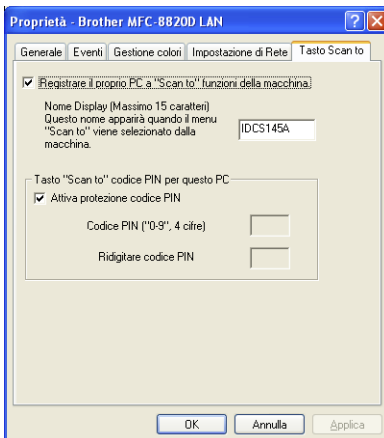 Proprietà - Brother MFC-8820D LAN
Generale
Eventi
Gestione colori
Impostazione di Rete
Tasto Scan to
Registrare il proprio PC a "Scan to" funzioni della macchina.
Nome Display (Massimo 15 caratteri)
Questo nome apparirà quando il menu
"Scan to" viene selezionato dalla
macchina.
IDCS145A
Tasto "Scan to" codice PIN per questo PC
Attiva protezione codice PIN
Codice PIN ("0-9", 4 cifre)
Ridigitare codice PIN
OK
Annulla
Applica